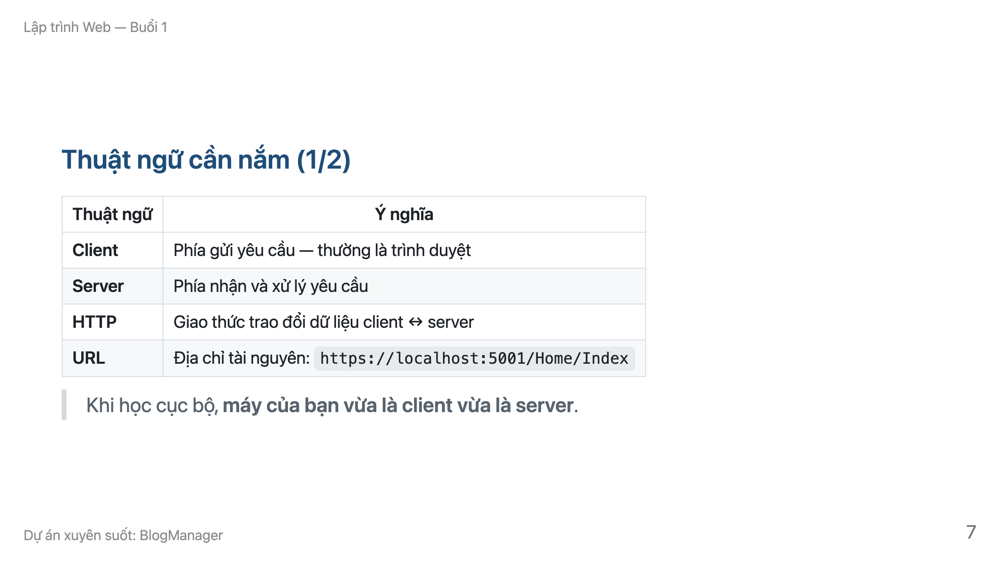 Lập trình Web — Buổi 1
Thuật ngữ cần nắm (1/2)
Thuật ngữ Ý nghĩa
Client Phía gửi yêu cầu — thường là trình duyệt
Server Phía nhận và xử lý yêu cầu
HTTP Giao thức trao đổi dữ liệu client ↔ server
URL Địa chỉ tài nguyên: https://localhost:5001/Home/Index
Khi học cục bộ, máy của bạn vừa là client vừa là server.
Dự án xuyên suốt: BlogManager
7